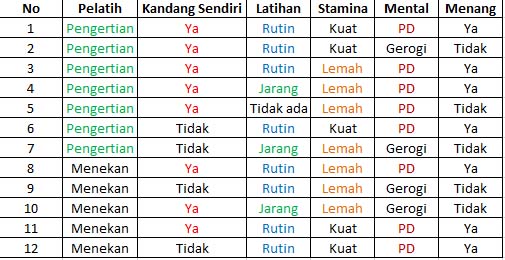 No Pelatih Kandang Sendiri Latihan Stamina Mental Menang
1 Pengertian Ya Rutin Kuat PD Ya
2 Pengertian Ya Rutin Kuat Gerogi Tidak
3 Pengertian Ya Rutin Lemah PD Ya
4 Pengertian Ya Jarang Lemah PD Ya
5 Pengertian Ya Tidak ada Lemah PD Tidak
6 Pengertian Tidak Rutin Kuat PD Ya
7 Pengertian Tidak Jarang Lemah Gerogi Tidak
8 Menekan Ya Rutin Lemah PD Ya
9 Menekan Tidak Rutin Lemah Gerogi Tidak
10 Menekan Ya Jarang Lemah Gerogi Tidak
11 Menekan Ya Rutin Kuat PD Ya
12 Menekan Tidak Rutin Kuat PD Ya